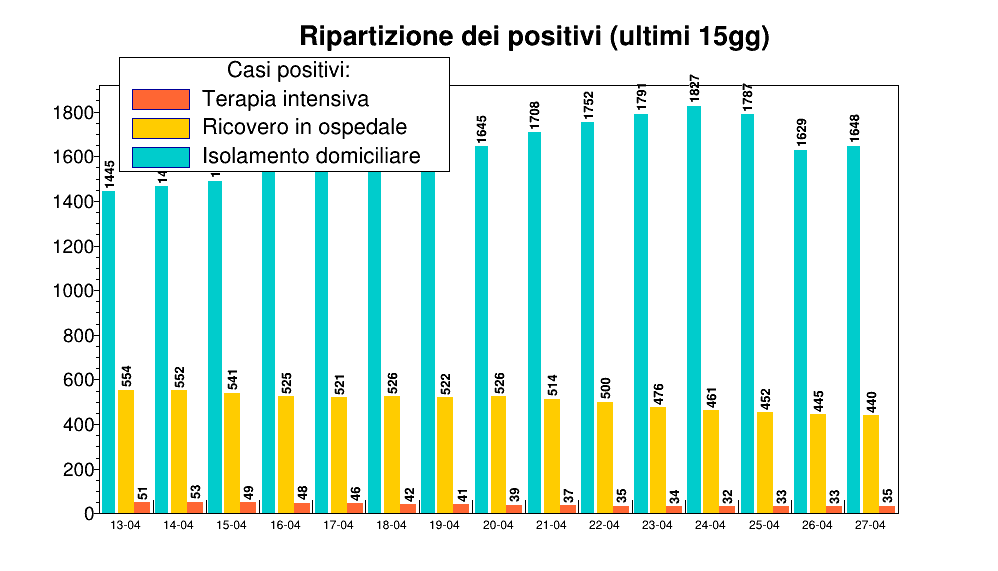 Ripartizione dei positivi (ultimi 15gg)
Casi positivi:
Terapia intensiva
Ricovero in ospedale
Isolamento domiciliare
1800
1600
1400
1200
1000
800
600
400
200
0
1445 554 51
14 552 53
1 541 49
525 48
521 46
526 42
522 41
1645 526 39
1708 514 37
1752 500 35
1791 476 34
1827 461 32
1787 452 33
1629 445 33
1648 440 35
13-04 14-04 15-04 16-04 17-04 18-04 19-04 20-04 21-04 22-04 23-04 24-04 25-04 26-04 27-04